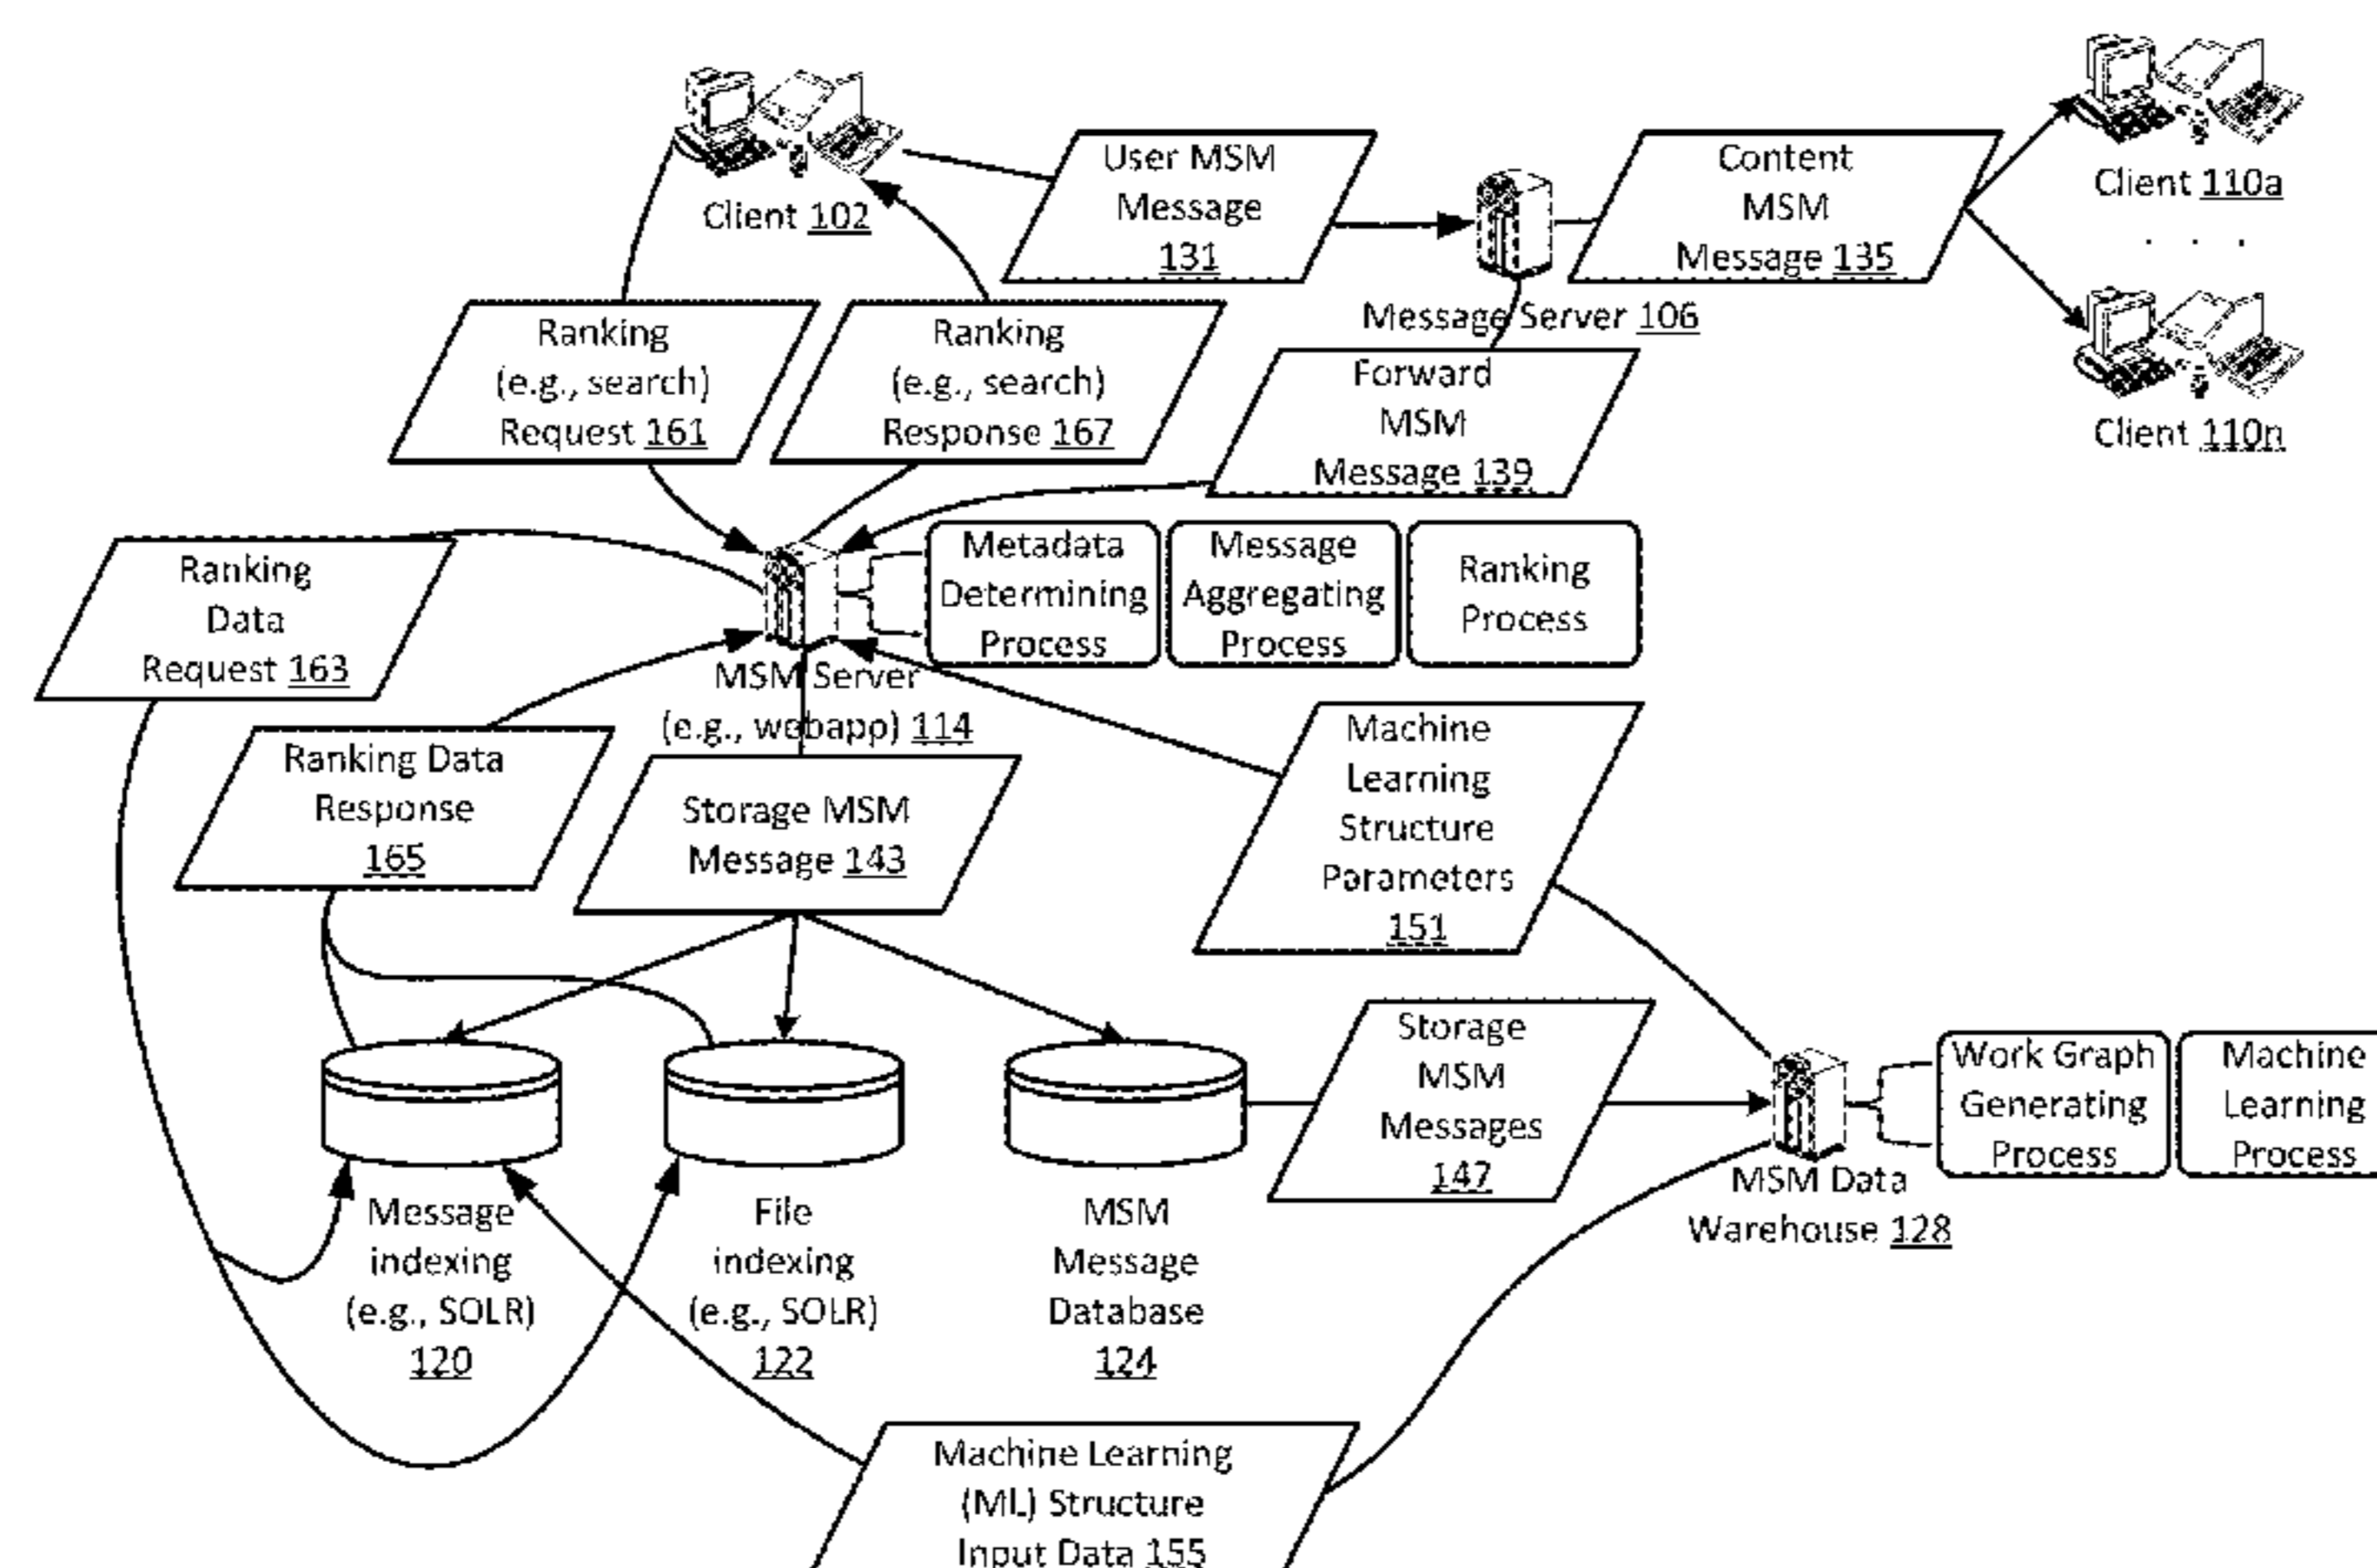 Client 102
User MSM
Message
131
Message Server 106
Content
MSM
Message 135
Client 110a
. . .
Client 110n
Ranking
(e.g., search)
Request 161
Ranking
(e.g., search)
Response 167
Forward
MSM
Message 139
Ranking
Data
Request 163
MSM Server
(e.g., webapp) 114
Metadata
Determining
Process
Message
Aggregating
Process
Ranking
Process
Ranking Data
Response
165
Storage MSM
Message 143
Machine
Learning
Structure
Parameters
151
Message
indexing
(e.g., SOLR)
120
File
indexing
(e.g., SOLR)
122
MSM
Message
Database
124
Storage
MSM
Messages
147
MSM Data
Warehouse 128
Work Graph
Generating
Process
Machine
Learning
Process
Machine Learning
(ML) Structure
Input Data 155